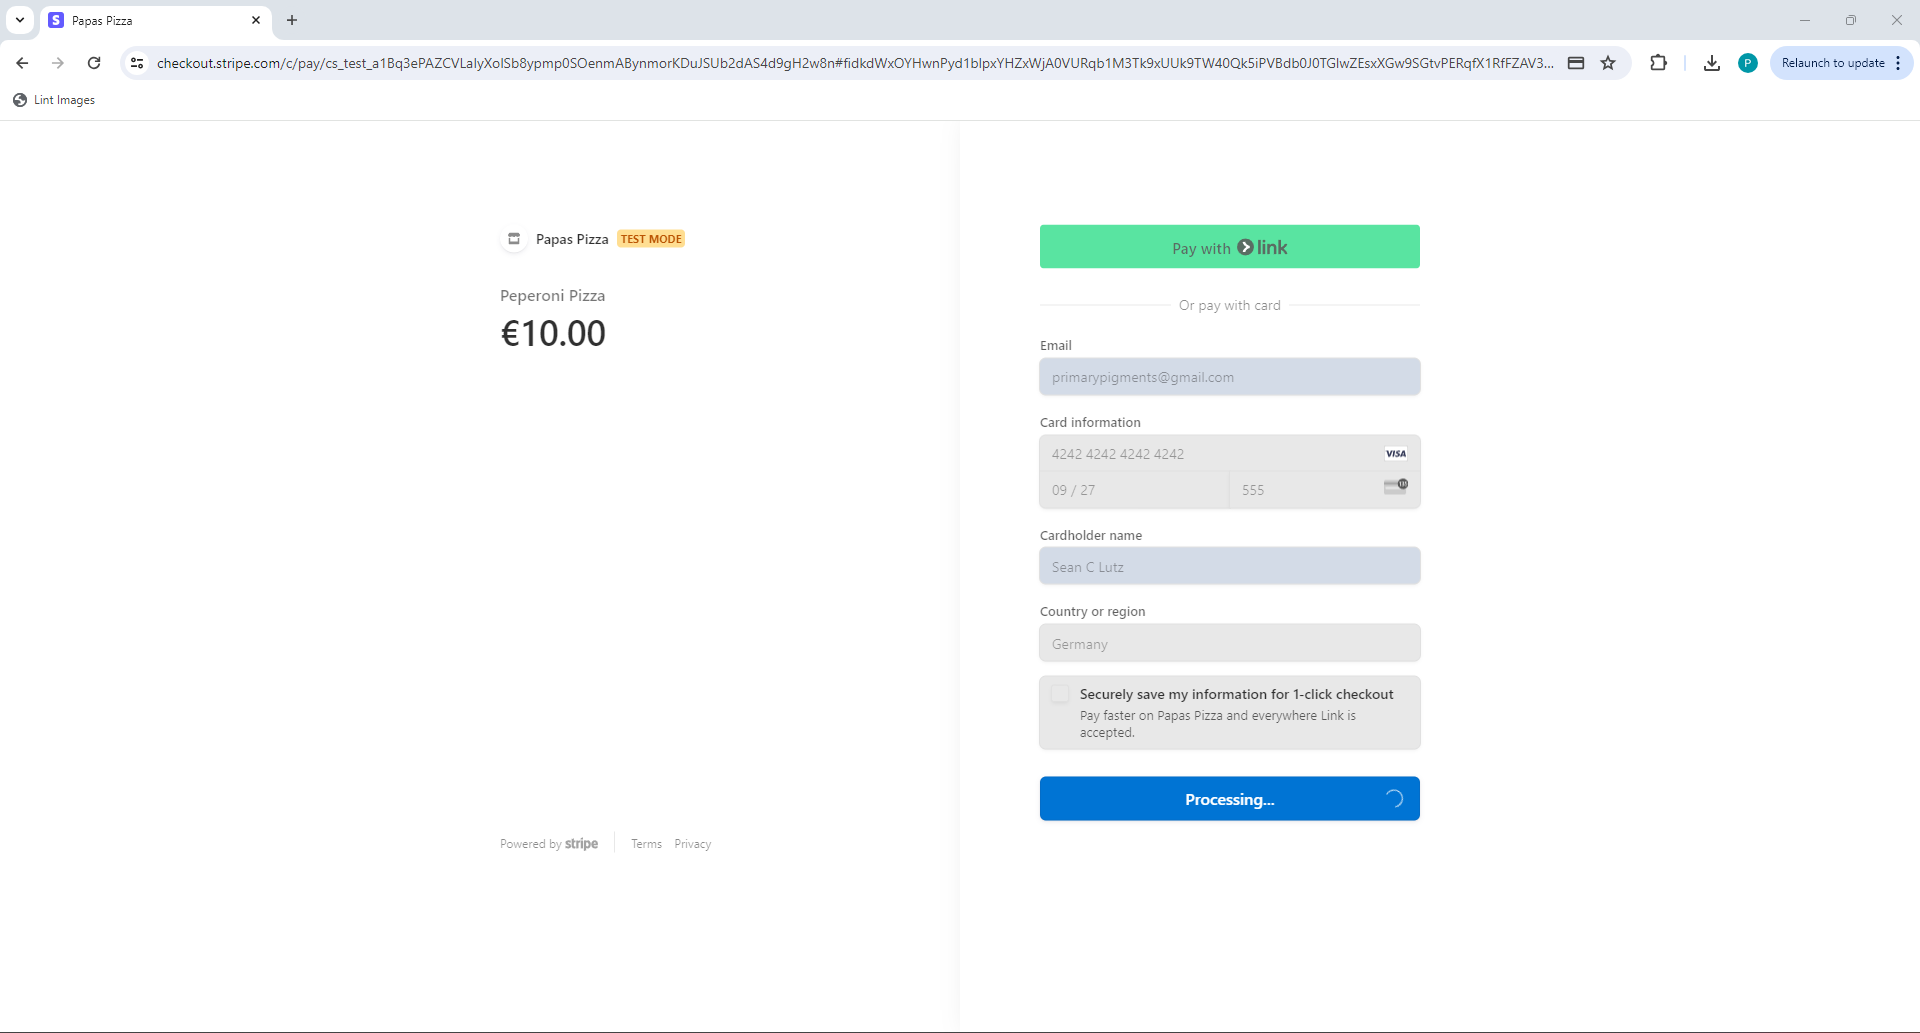 Papas Pizza
checkout.stripe.com/c/pay/cs_test_a1Bq3ePAZCVLaIyXolSb8ypmp0SOenmABynmorKDuJSUb2dAS4d9gH2w8n#fidkdWxOYHwnPyd1blpxYHZxWjA0VURqb1M3Tk9xUUk9TW40Qk5iPVBdb0J0TGlwZEsxXGw9SGtvPERqfX1RfFZAV3...
P
Relaunch to update
Lint Images
Papas Pizza TEST MODE
Peperoni Pizza
€10.00
Powered by stripe
Terms Privacy
Pay with link
Or pay with card
Email
primarypigments@gmail.com
Card information
4242 4242 4242 4242 VISA
09 / 27 555
Cardholder name
Sean C Lutz
Country or region
Germany
Securely save my information for 1-click checkout
Pay faster on Papas Pizza and everywhere Link is
accepted.
Processing...